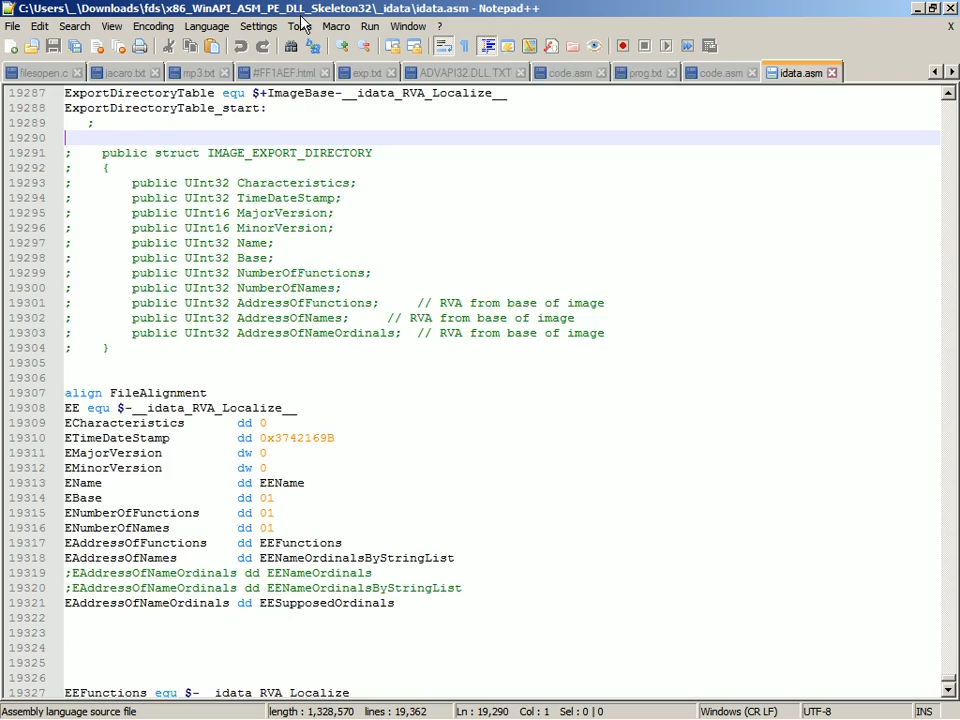 C:\Users\_\Downloads\fds\x86_WinAPI_ASM_PE_DLL_Skeleton32\_idata\idata.asm - Notepad++
File Edit Search View Encoding Language Settings Tools Macro Run Window ? X
filesopen.c jacaro.txt mp3.txt #FF1AEF.html exp.txt ADVAPI32.DLL.TXT code.asm prog.txt code.asm idata.asm
19287 ExportDirectoryTable equ $+ImageBase-__idata_RVA_Localize__
19288 ExportDirectoryTable_start:
19289 ;
19290
19291 ; public struct IMAGE_EXPORT_DIRECTORY
19292 ; {
19293 ; public UInt32 Characteristics;
19294 ; public UInt32 TimeDateStamp;
19295 ; public UInt16 MajorVersion;
19296 ; public UInt16 MinorVersion;
19297 ; public UInt32 Name;
19298 ; public UInt32 Base;
19299 ; public UInt32 NumberOfFunctions;
19300 ; public UInt32 NumberOfNames;
19301 ; public UInt32 AddressOfFunctions; // RVA from base of image
19302 ; public UInt32 AddressOfNames; // RVA from base of image
19303 ; public UInt32 AddressOfNameOrdinals; // RVA from base of image
19304 ; }
19305
19306
19307 align FileAlignment
19308 EE equ $-__idata_RVA_Localize__
19309 ECharacteristics dd 0
19310 ETimeDateStamp dd 0x3742169B
19311 EMajorVersion dw 0
19312 EMinorVersion dw 0
19313 EName dd EEName
19314 EBase dd 01
19315 ENumberOfFunctions dd 01
19316 ENumberOfNames dd 01
19317 EAddressOfFunctions dd EEFunctions
19318 EAddressOfNames dd EENameOrdinalsByStringList
19319 ;EAddressOfNameOrdinals dd EENameOrdinals
19320 ;EAddressOfNameOrdinals dd EENameOrdinalsByStringList
19321 EAddressOfNameOrdinals dd EESupposedOrdinals
19322
19323
19324
19325
19326
19327 EEFunctions equ $-__idata_RVA_Localize__
Assembly language source file length : 1,328,570 lines : 19,362 Ln : 19,290 Col : 1 Sel : 0 | 0 Windows (CR LF) UTF-8 INS